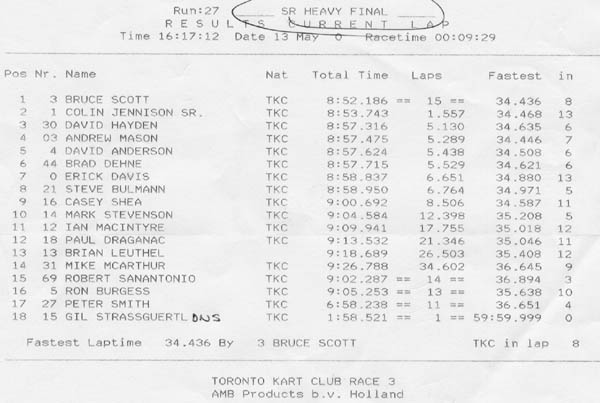 Run:27 SR HEAVY FINAL
RESULTS CURRENT LAP
Time 16:17:12 Date 13 May 0 Racetime 00:09:29
Pos Nr. Name Nat Total Time Laps Fastest in
1 3 BRUCE SCOTT TKC 8:52.186 == 15 == 34.436 8
2 1 COLIN JENNISON SR. TKC 8:53.743 1.557 34.468 13
3 30 DAVID HAYDEN TKC 8:57.316 5.130 34.635 6
4 03 ANDREW MASON TKC 8:57.475 5.289 34.446 7
5 4 DAVID ANDERSON TKC 8:57.624 5.438 34.508 6
6 44 BRAD DEHNE TKC 8:57.715 5.529 34.621 6
7 0 ERICK DAVIS TKC 8:58.837 6.651 34.880 13
8 21 STEVE BULMANN TKC 8:58.950 6.764 34.971 5
9 16 CASEY SHEA TKC 9:00.692 8.506 34.587 11
10 14 MARK STEVENSON TKC 9:04.584 12.398 35.208 5
11 12 IAN MACINTYRE TKC 9:09.941 17.755 35.018 12
12 18 PAUL DRAGANAC TKC 9:13.532 21.346 35.046 11
13 13 BRIAN LEUTHEL 9:18.689 26.503 35.408 12
14 31 MIKE MCARTHUR TKC 9:26.788 34.602 36.645 9
15 69 ROBERT SANANTONIO TKC 9:02.287 == 14 == 36.894 3
16 5 RON BURGESS TKC 9:05.253 == 13 == 35.638 10
17 27 PETER SMITH TKC 6:58.238 == 11 == 36.651 4
18 15 GIL STRASSGUERTL DNS TKC 1:58.521 == 1 == 59:59.999 0
Fastest Laptime 34.436 By 3 BRUCE SCOTT TKC in lap 8
TORONTO KART CLUB RACE 3
AMB Products b.v. Holland